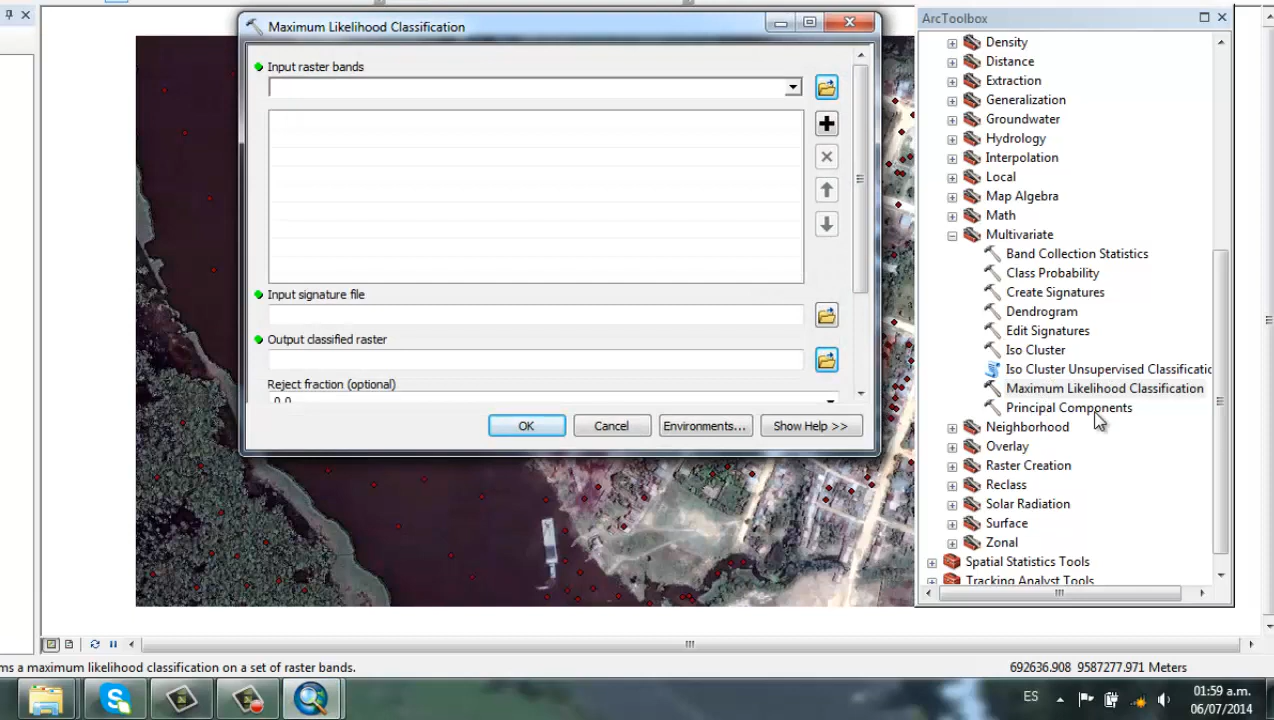 Maximum Likelihood Classification
Input raster bands
Input signature file
Output classified raster
Reject fraction (optional)
0.0
OK
Cancel
Environments...
Show Help >>
ArcToolbox
Density
Distance
Extraction
Generalization
Groundwater
Hydrology
Interpolation
Local
Map Algebra
Math
Multivariate
Band Collection Statistics
Class Probability
Create Signatures
Dendrogram
Edit Signatures
Iso Cluster
Iso Cluster Unsupervised Classificatio
Maximum Likelihood Classification
Principal Components
Neighborhood
Overlay
Raster Creation
Reclass
Solar Radiation
Surface
Zonal
Spatial Statistics Tools
Tracking Analyst Tools
ms a maximum likelihood classification on a set of raster bands.
692636.908 9587277.971 Meters
ES
01:59 a.m.
06/07/2014